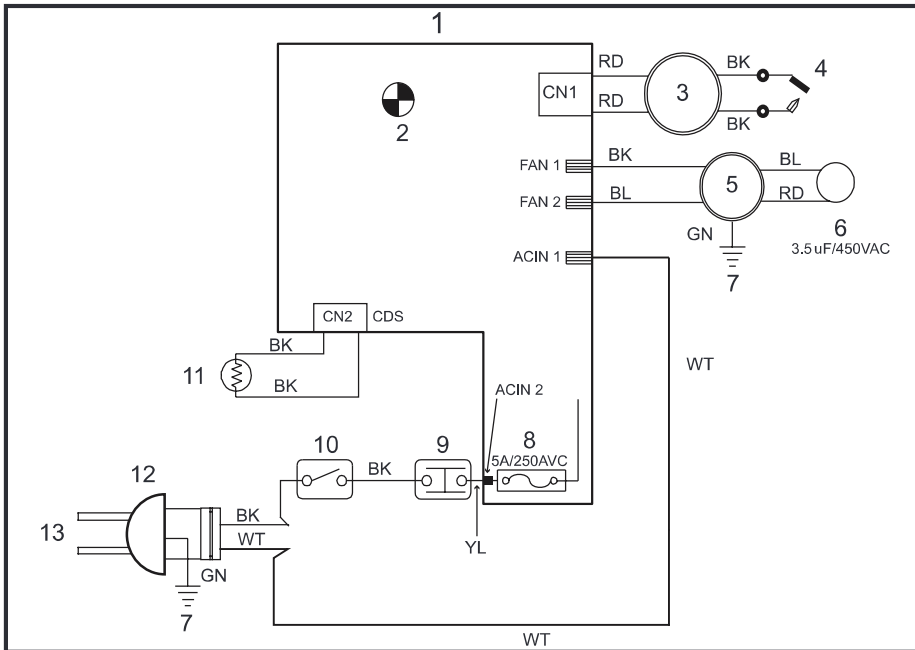 1
RD
BK
4
CN1
3
2
RD
BK
FAN 1
BK
BL
5
FAN 2
BL
RD
6
GN
3.5uF/450VAC
ACIN 1
7
CN2
CDS
BK
WT
11
BK
ACIN 2
10
9
8
5A/250AVC
12
BK
BK
13
WT
YL
GN
7
WT